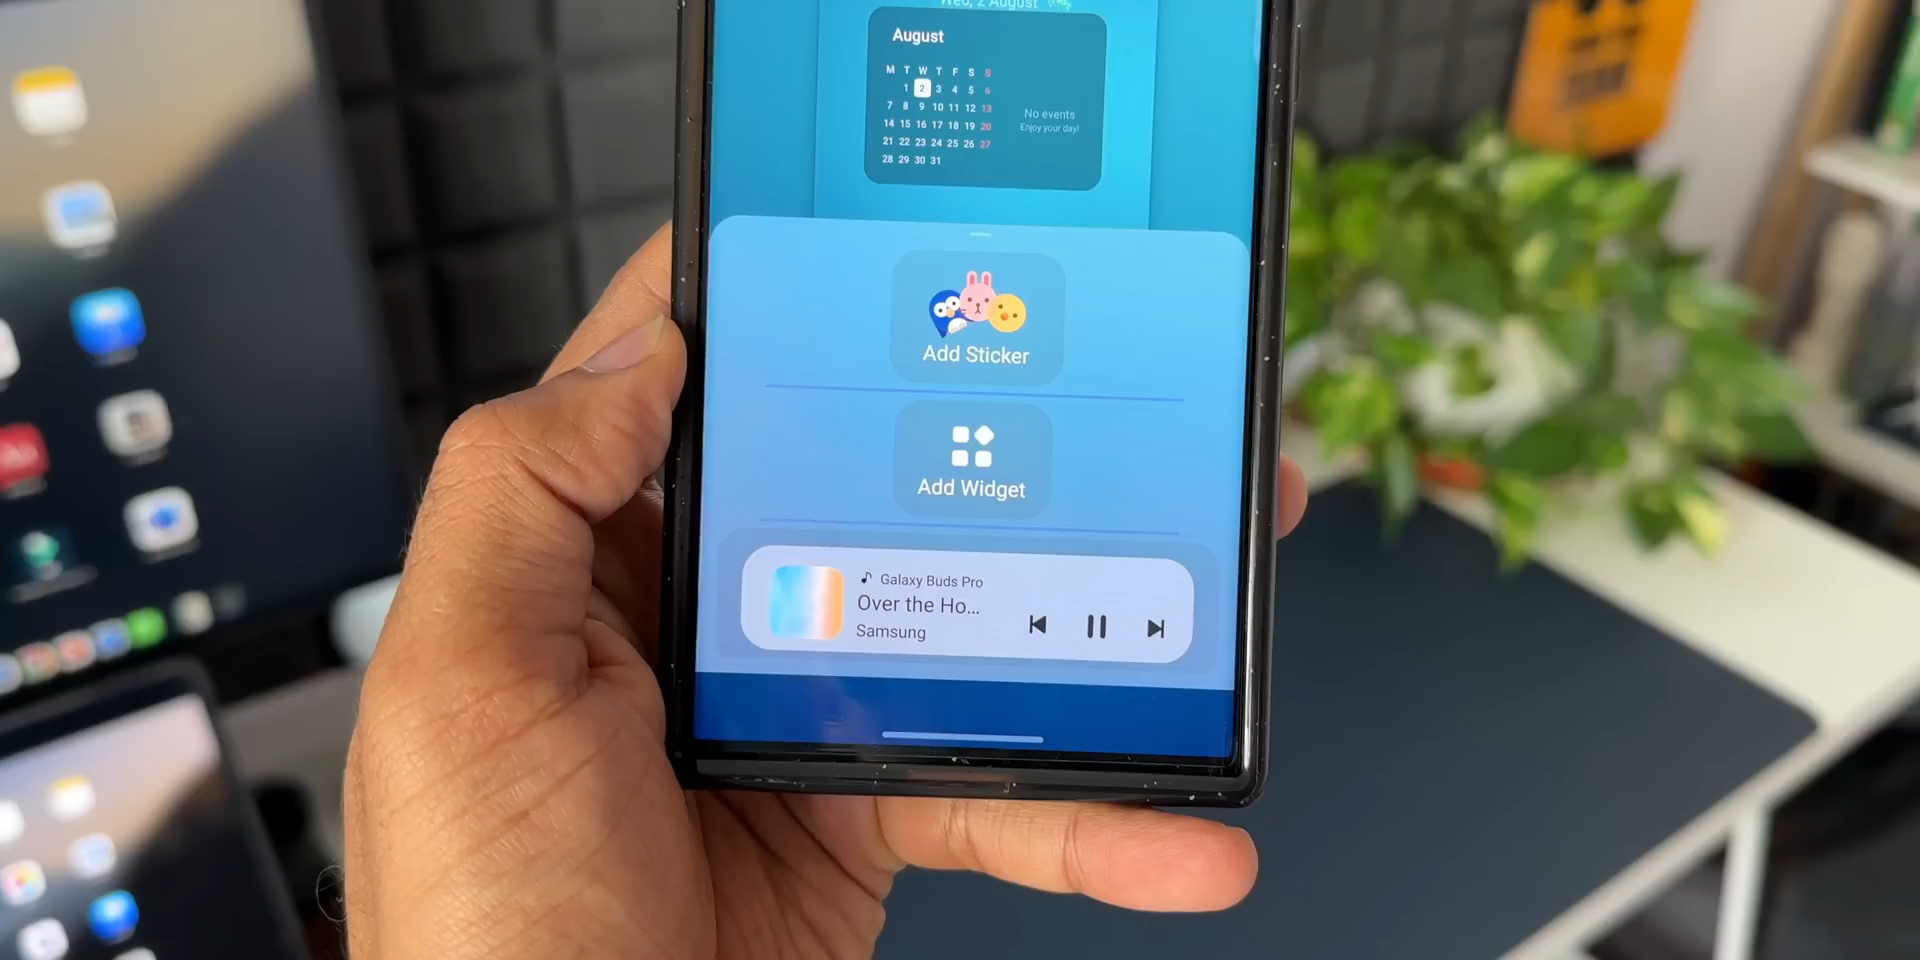 Wed, 2 August
August
M T W T F S S
1 2 3 4 5 6
7 8 9 10 11 12 13
14 15 16 17 18 19 20
21 22 23 24 25 26 27
28 29 30 31
No events
Enjoy your day!
Add Sticker
Add Widget
Galaxy Buds Pro
Over the Ho...
Samsung